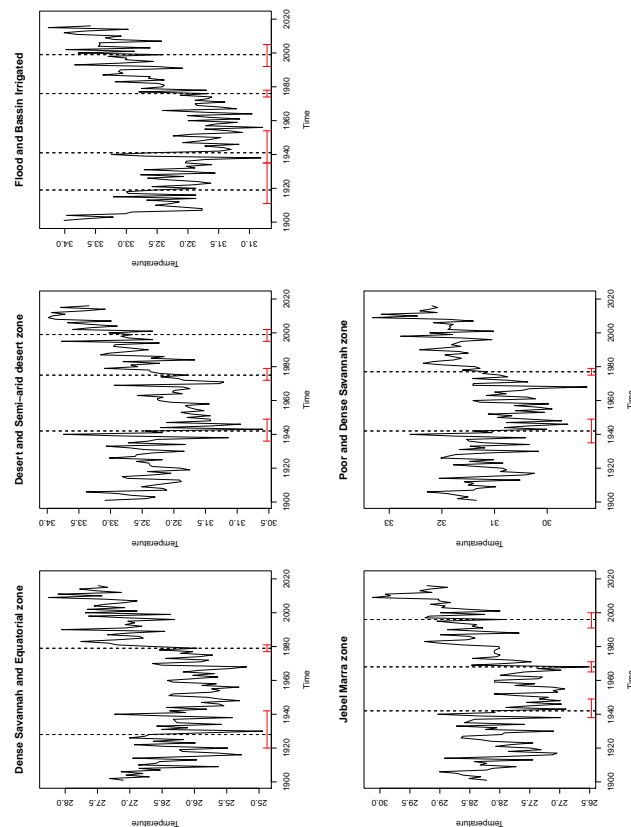 Dense Savannah and Equatorial zone
28.0
27.5
27.0
26.5
26.0
25.5
25.0
Temperature
1900 1920 1940 1960 1980 2000 2020
Time
Desert and Semi−arid desert zone
34.0
33.5
33.0
32.5
32.0
31.5
31.0
30.5
Temperature
1900 1920 1940 1960 1980 2000 2020
Time
Flood and Bassin Irrigated
34.0
33.5
33.0
32.5
32.0
31.5
31.0
Temperature
1900 1920 1940 1960 1980 2000 2020
Time
Jebel Marra zone
30.0
29.5
29.0
28.5
28.0
27.5
27.0
26.5
Temperature
1900 1920 1940 1960 1980 2000 2020
Time
Poor and Dense Savannah zone
33
32
31
30
Temperature
1900 1920 1940 1960 1980 2000 2020
Time